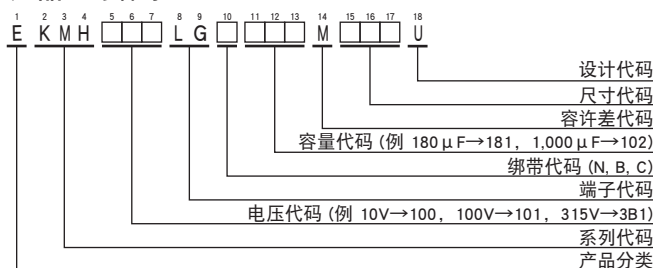 1 2 3 4 5 6 7 8 9 10 11 12 13 14 15 16 17 18
E KMH □□□ LG □ □□□ M □□□ U
设计代码
尺寸代码
容许差代码
容量代码 (例 180μF→181, 1,000μF→102)
绑带代码 (N, B, C)
端子代码
电压代码 (例 10V→100, 100V→101, 315V→3B1)
系列代码
产品分类